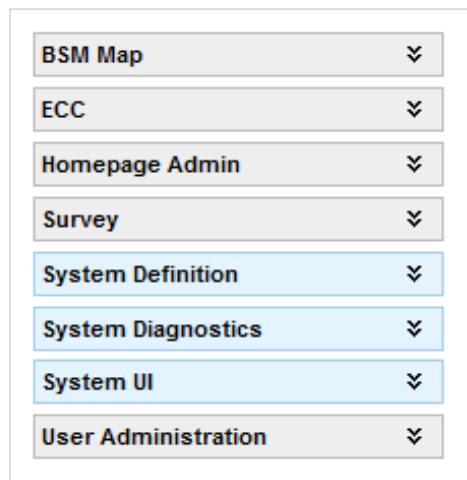 BSM Map
ECC
Homepage Admin
Survey
System Definition
System Diagnostics
System UI
User Administration